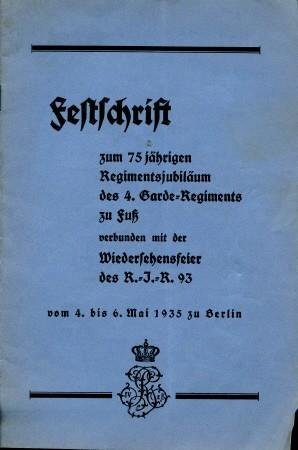 Festschrift
zum 75 jährigen
Regimentsjubiläum
des 4. Garde-Regiments
zu Fuß
verbunden mit der
Wiedersehensfeier
des R.-I.-R. 93
vom 4. bis 6. Mai 1935 zu Berlin